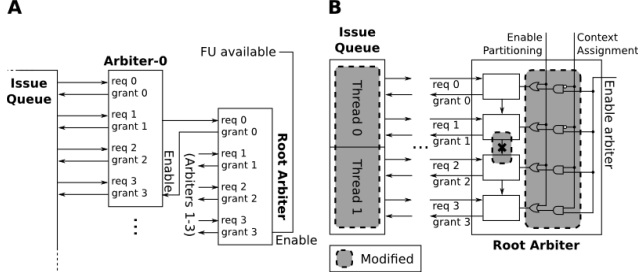 A
Arbiter-0
FU available
Issue
Queue
req 0
grant 0
req 1
grant 1
req 2
grant 2
req 3
grant 3
Enable
(Arbiters 1-3)
req 0
grant 0
req 1
grant 1
req 2
grant 2
req 3
grant 3
Root Arbiter
Enable
B
Issue
Queue
Enable
Partitioning
Context
Assignment
Thread 0
Thread 1
req 0
grant 0
req 1
grant 1
req 2
grant 2
req 3
grant 3
Enable arbiter
Root Arbiter
Modified